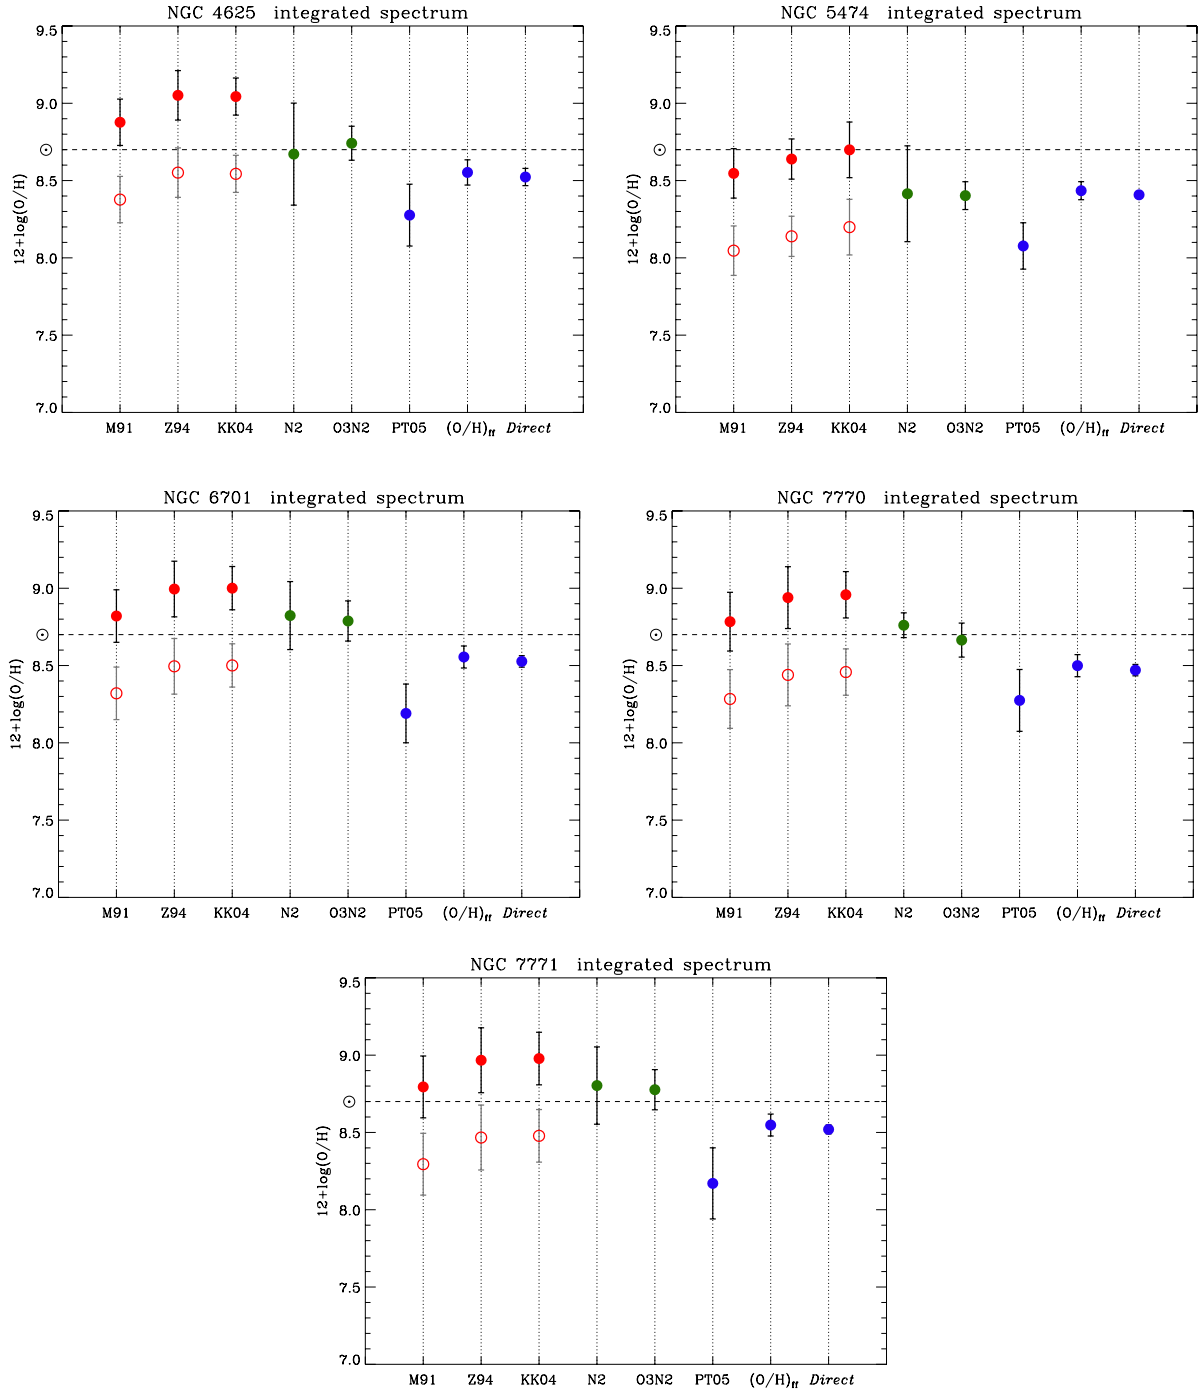 NGC 4625 integrated spectrum
9.5
9.0
⊙
8.5
8.0
7.5
7.0
12+log(O/H)
M91 Z94 KK04 N2 O3N2 PT05 (O/H)ff Direct
NGC 5474 integrated spectrum
9.5
9.0
⊙
8.5
8.0
7.5
7.0
12+log(O/H)
M91 Z94 KK04 N2 O3N2 PT05 (O/H)ff Direct
NGC 6701 integrated spectrum
9.5
9.0
⊙
8.5
8.0
7.5
7.0
12+log(O/H)
M91 Z94 KK04 N2 O3N2 PT05 (O/H)ff Direct
NGC 7770 integrated spectrum
9.5
9.0
⊙
8.5
8.0
7.5
7.0
12+log(O/H)
M91 Z94 KK04 N2 O3N2 PT05 (O/H)ff Direct
NGC 7771 integrated spectrum
9.5
9.0
⊙
8.5
8.0
7.5
7.0
12+log(O/H)
M91 Z94 KK04 N2 O3N2 PT05 (O/H)ff Direct